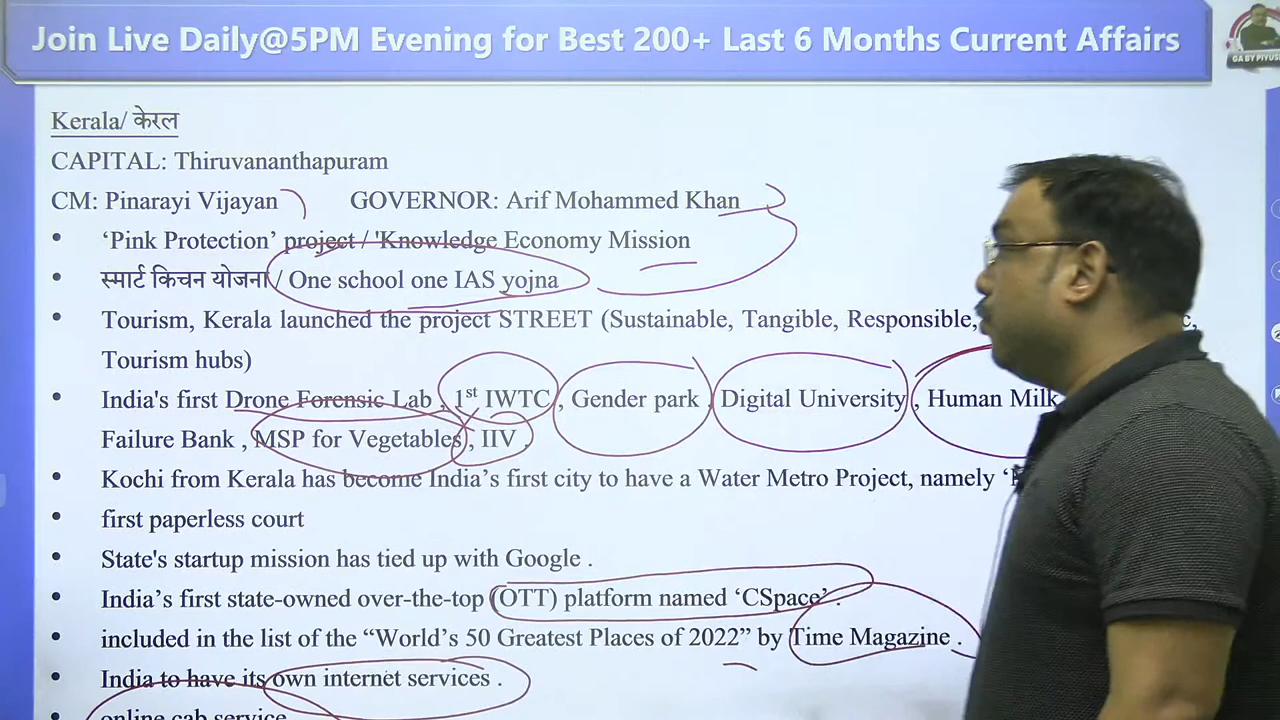 Join Live Daily@5PM Evening for Best 200+ Last 6 Months Current Affairs
GA BY PIYUSH
Kerala/ केरल
CAPITAL: Thiruvananthapuram
CM: Pinarayi Vijayan GOVERNOR: Arif Mohammed Khan
• ‘Pink Protection’ project / 'Knowledge Economy Mission
• स्मार्ट किचन योजना / One school one IAS yojna
• Tourism, Kerala launched the project STREET (Sustainable, Tangible, Responsible,
Tourism hubs)
• India's first Drone Forensic Lab , 1st IWTC , Gender park , Digital University , Human Milk
Failure Bank , MSP for Vegetables , IIV .
• Kochi from Kerala has become India’s first city to have a Water Metro Project, namely
• first paperless court
• State's startup mission has tied up with Google .
• India’s first state-owned over-the-top (OTT) platform named ‘CSpace’ .
• included in the list of the “World’s 50 Greatest Places of 2022” by Time Magazine .
• India to have its own internet services .
• online cab service